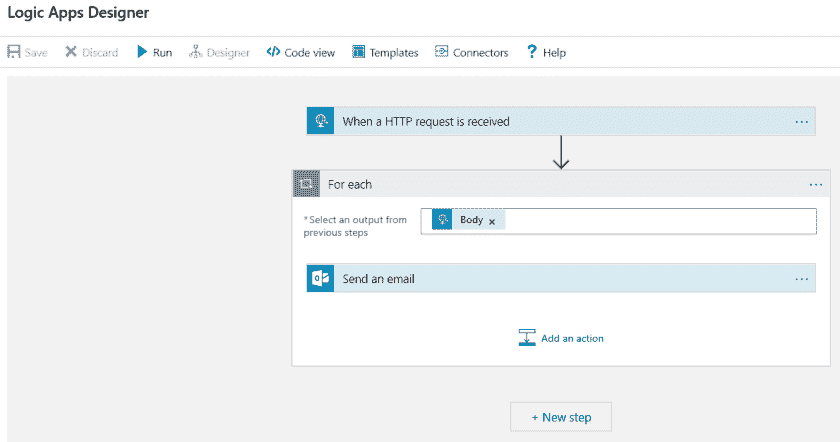 Logic Apps Designer
Save Discard Run Designer Code view Templates Connectors ? Help
When a HTTP request is received ...
For each ...
*Select an output from
previous steps
Body x
Send an email ...
Add an action
+ New step